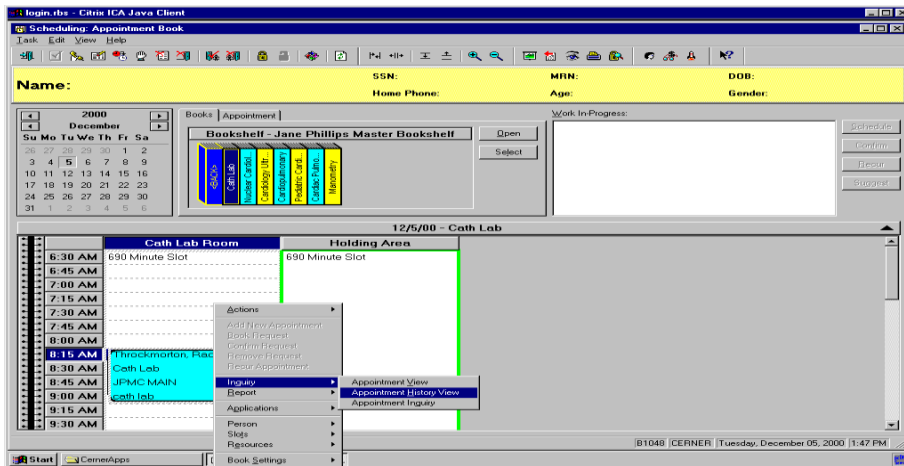 login.rbs - Citrix ICA Java Client
Scheduling: Appointment Book
Task Edit View Help
Name:
SSN: MRN: DOB:
Home Phone: Age: Gender:
2000
December
Su Mo Tu We Th Fr Sa
26 27 28 29 30 1 2
3 4 5 6 7 8 9
10 11 12 13 14 15 16
17 18 19 20 21 22 23
24 25 26 27 28 29 30
31 1 2 3 4 5 6
Books Appointment
Bookshelf - Jane Phillips Master Bookshelf
<BACK>
Cath Lab
Nuclear Cardiol...
Cardiology Ultr...
Cardiopulmonary
Pediatric Cardi...
Cardiac Pulmo...
Manometry
Open
Select
Work In-Progress:
Schedule
Confirm
Recur
Suggest
12/5/00 - Cath Lab
Cath Lab Room Holding Area
6:30 AM 690 Minute Slot 690 Minute Slot
6:45 AM
7:00 AM
7:15 AM
7:30 AM
7:45 AM
8:00 AM
8:15 AM Throckmorton, Rac
8:30 AM Cath Lab
8:45 AM JPMC MAIN
9:00 AM cath lab
9:15 AM
9:30 AM
Actions
Add New Appointment
Book Request
Confirm Request
Remove Request
Recur Appointment
Inquiry
Report
Applications
Person
Slots
Resources
Book Settings
Appointment View
Appointment History View
Appointment Inquiry
B1048 CERNER Tuesday, December 05, 2000 1:47 PM
Start CernerApps